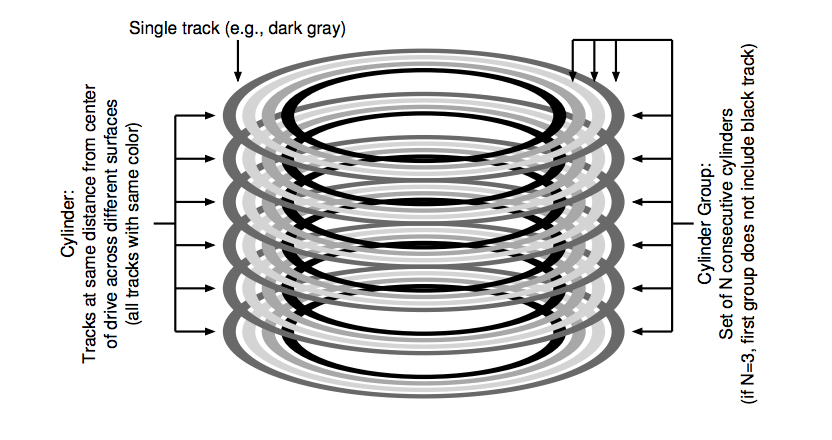 Single track (e.g., dark gray)
Cylinder:
Tracks at same distance from center
of drive across different surfaces
(all tracks with same color)
Cylinder Group:
Set of N consecutive cylinders
(if N=3, first group does not include black track)